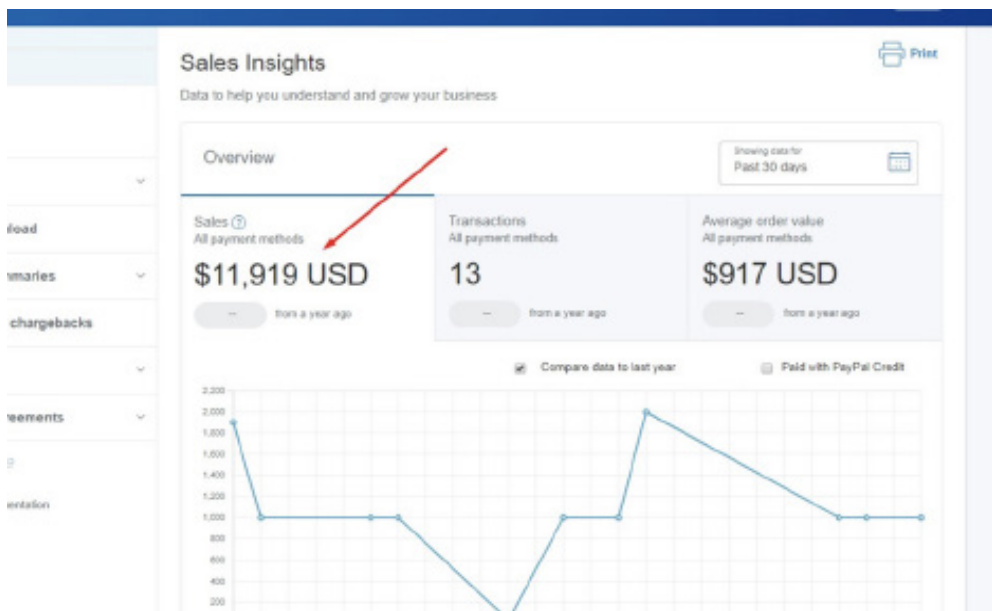 Print
Sales Insights
Data to help you understand and grow your business
Overview
Showing data for
Past 30 days
Sales ?
All payment methods
$11,919 USD
-- from a year ago
Transactions
All payment methods
13
-- from a year ago
Average order value
All payment methods
$917 USD
-- from a year ago
load
mmaries
chargebacks
reements
entation
Compare data to last year
Paid with PayPal Credit
2,200
2,000
1,800
1,600
1,400
1,200
1,000
800
600
400
200